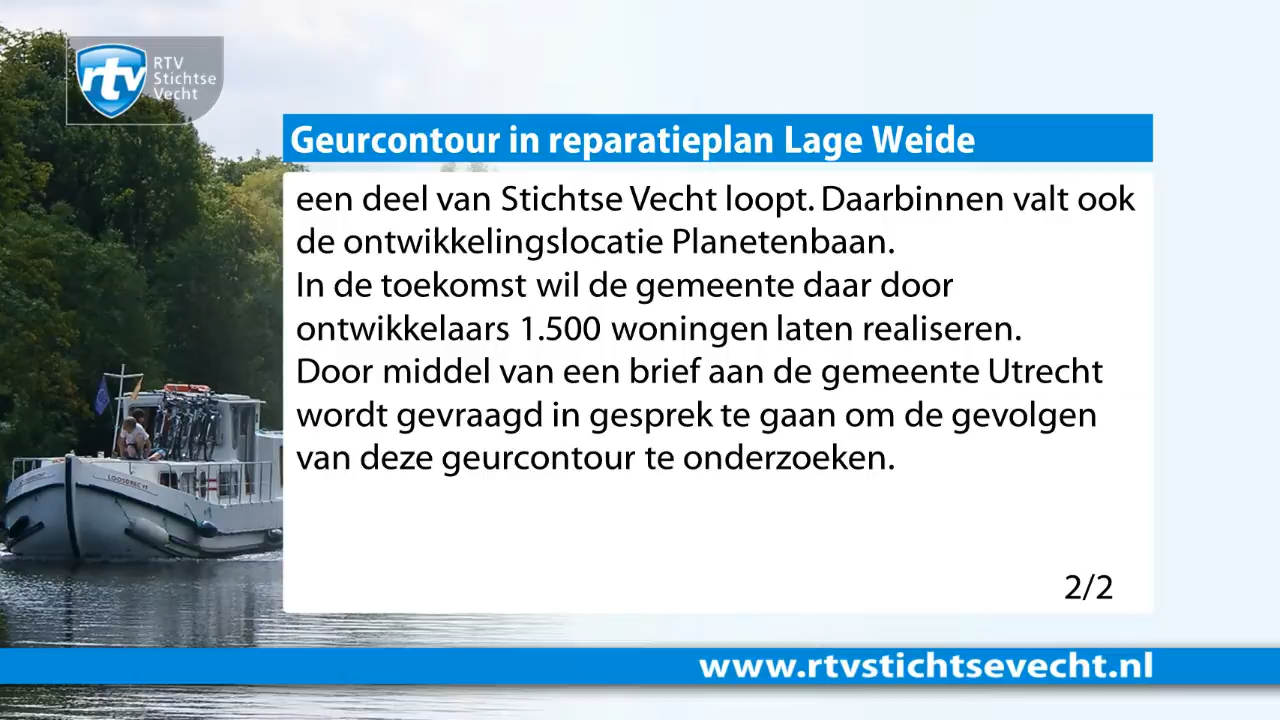 RTV
Stichtse
Vecht
rtv
Geurcontour in reparatieplan Lage Weide
een deel van Stichtse Vecht loopt. Daarbinnen valt ook
de ontwikkelingslocatie Planetenbaan.
In de toekomst wil de gemeente daar door
ontwikkelaars 1.500 woningen laten realiseren.
Door middel van een brief aan de gemeente Utrecht
wordt gevraagd in gesprek te gaan om de gevolgen
van deze geurcontour te onderzoeken.
2/2
www.rtvstichtsevecht.nl